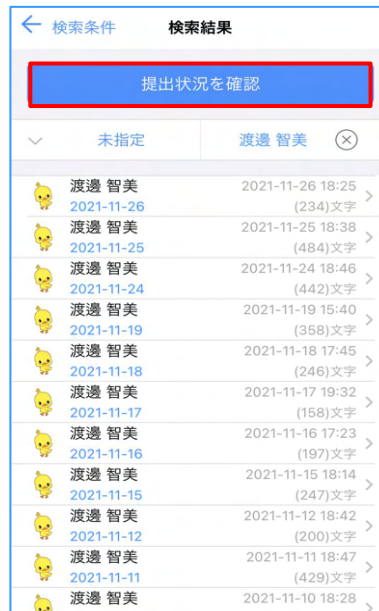 検索条件 検索結果
提出状況を確認
未指定 渡邊 智美
渡邊 智美 2021-11-26 18:25
2021-11-26 (234)文字
渡邊 智美 2021-11-25 18:38
2021-11-25 (484)文字
渡邊 智美 2021-11-24 18:46
2021-11-24 (442)文字
渡邊 智美 2021-11-19 15:40
2021-11-19 (358)文字
渡邊 智美 2021-11-18 17:45
2021-11-18 (246)文字
渡邊 智美 2021-11-17 19:32
2021-11-17 (158)文字
渡邊 智美 2021-11-16 17:23
2021-11-16 (197)文字
渡邊 智美 2021-11-15 18:14
2021-11-15 (247)文字
渡邊 智美 2021-11-12 18:42
2021-11-12 (200)文字
渡邊 智美 2021-11-11 18:47
2021-11-11 (429)文字
渡邊 智美 2021-11-10 18:28